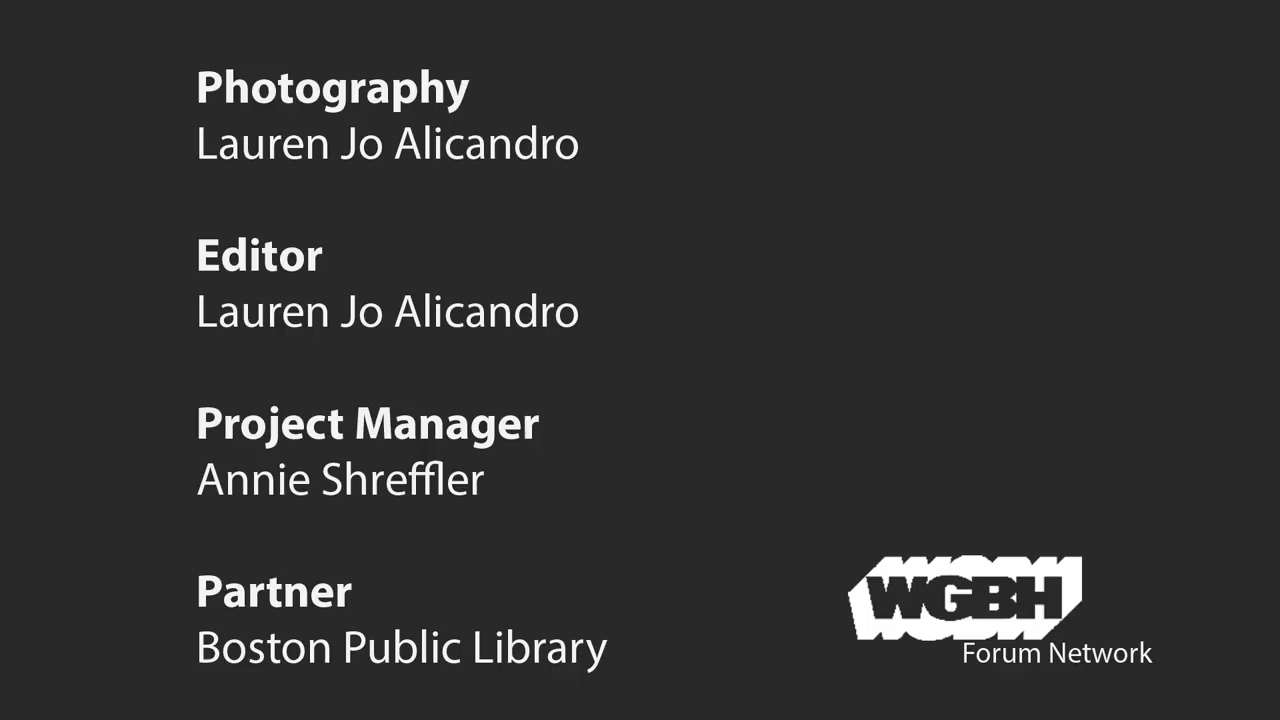 Photography
Lauren Jo Alicandro
Editor
Lauren Jo Alicandro
Project Manager
Annie Shreffler
Partner
Boston Public Library
WGBH
Forum Network